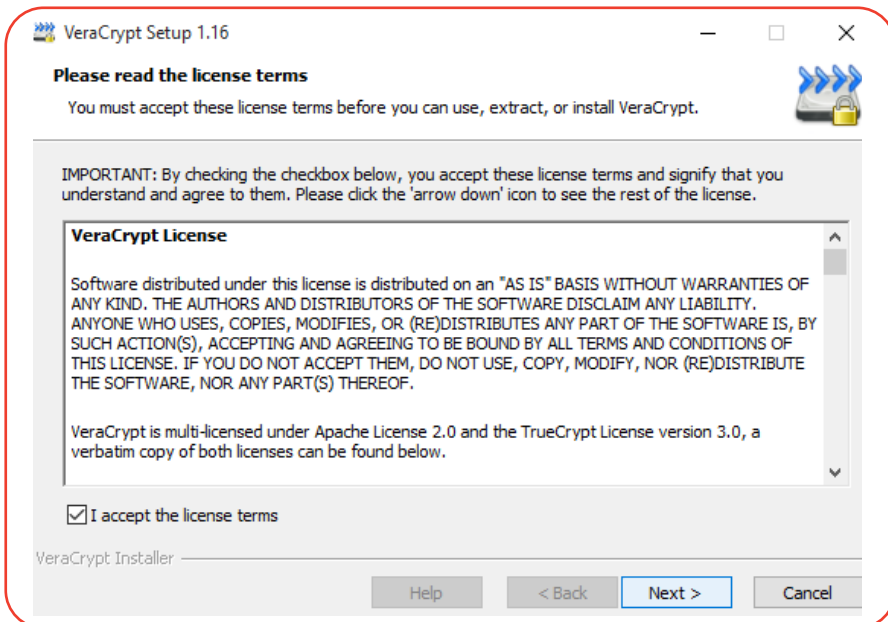 VeraCrypt Setup 1.16
Please read the license terms
You must accept these license terms before you can use, extract, or install VeraCrypt.
IMPORTANT: By checking the checkbox below, you accept these license terms and signify that you
understand and agree to them. Please click the 'arrow down' icon to see the rest of the license.
VeraCrypt License
Software distributed under this license is distributed on an "AS IS" BASIS WITHOUT WARRANTIES OF
ANY KIND. THE AUTHORS AND DISTRIBUTORS OF THE SOFTWARE DISCLAIM ANY LIABILITY.
ANYONE WHO USES, COPIES, MODIFIES, OR (RE)DISTRIBUTES ANY PART OF THE SOFTWARE IS, BY
SUCH ACTION(S), ACCEPTING AND AGREEING TO BE BOUND BY ALL TERMS AND CONDITIONS OF
THIS LICENSE. IF YOU DO NOT ACCEPT THEM, DO NOT USE, COPY, MODIFY, NOR (RE)DISTRIBUTE
THE SOFTWARE, NOR ANY PART(S) THEREOF.
VeraCrypt is multi-licensed under Apache License 2.0 and the TrueCrypt License version 3.0, a
verbatim copy of both licenses can be found below.
I accept the license terms
VeraCrypt Installer
Help < Back Next > Cancel